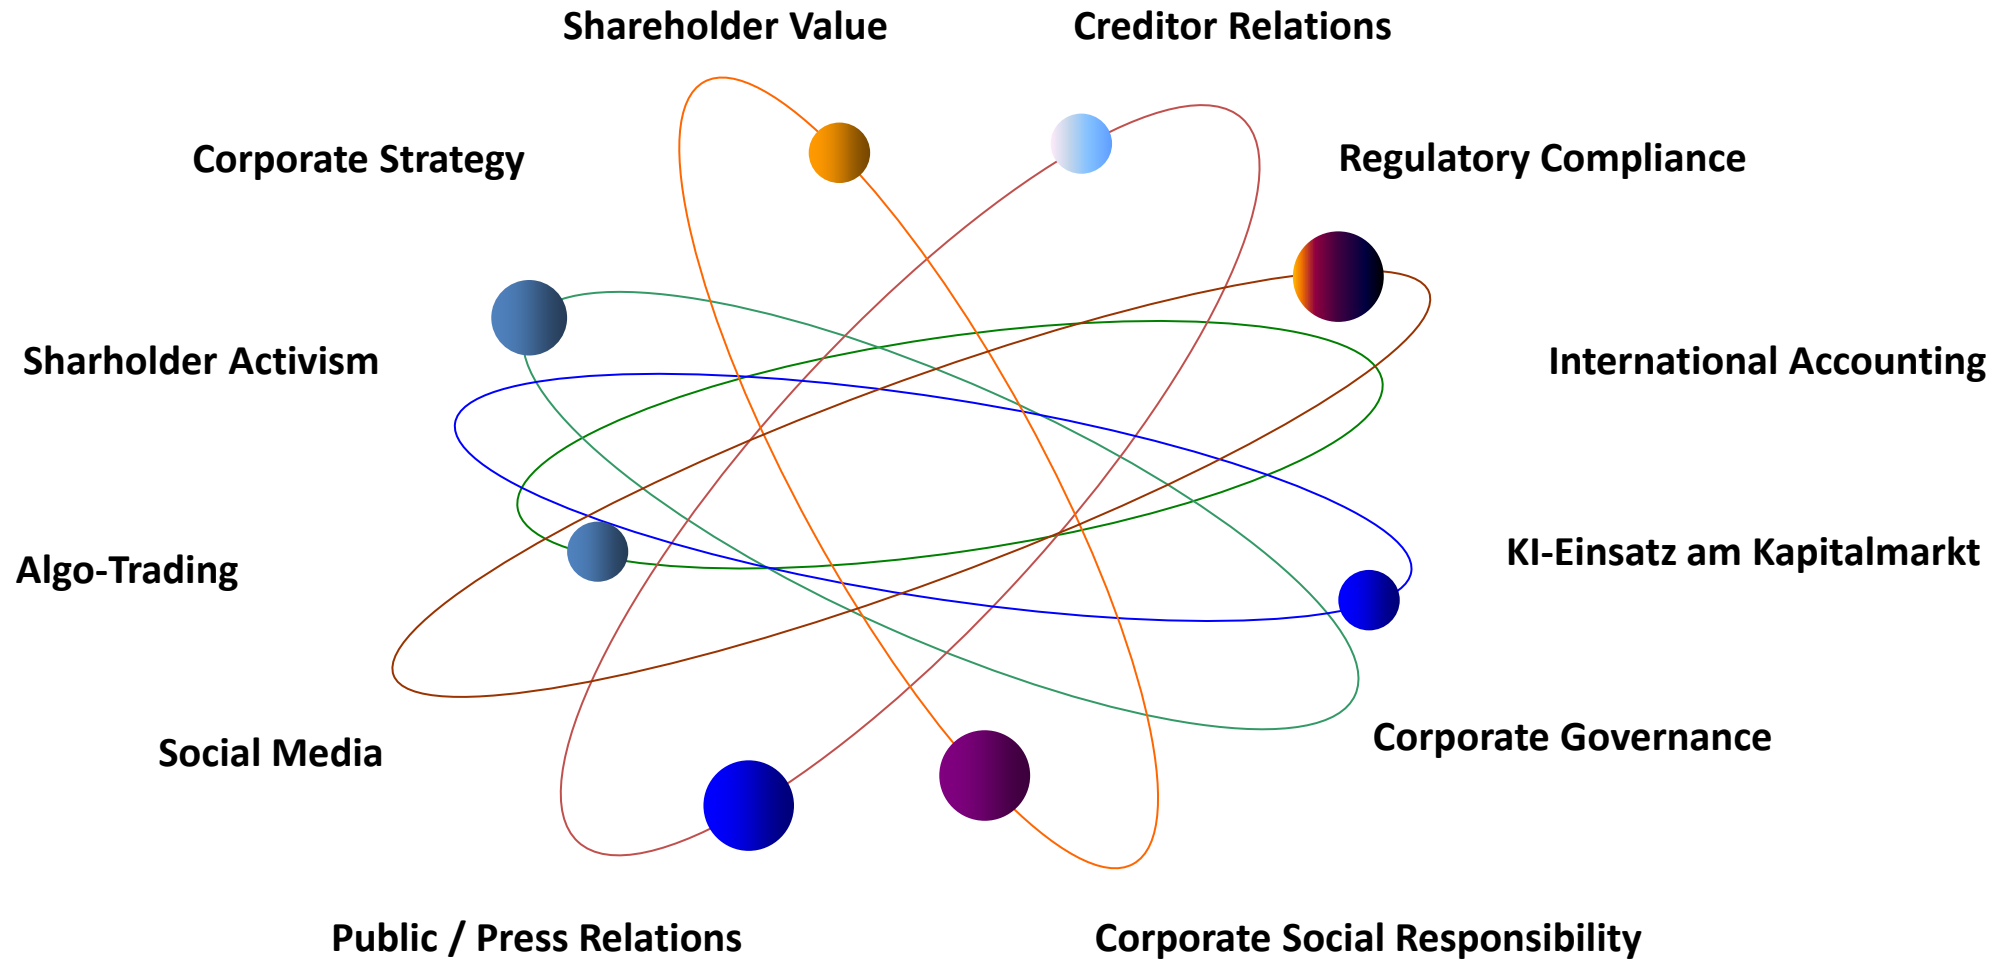 Shareholder Value
Creditor Relations
Corporate Strategy
Regulatory Compliance
Sharholder Activism
International Accounting
Algo-Trading
KI-Einsatz am Kapitalmarkt
Social Media
Corporate Governance
Public / Press Relations
Corporate Social Responsibility